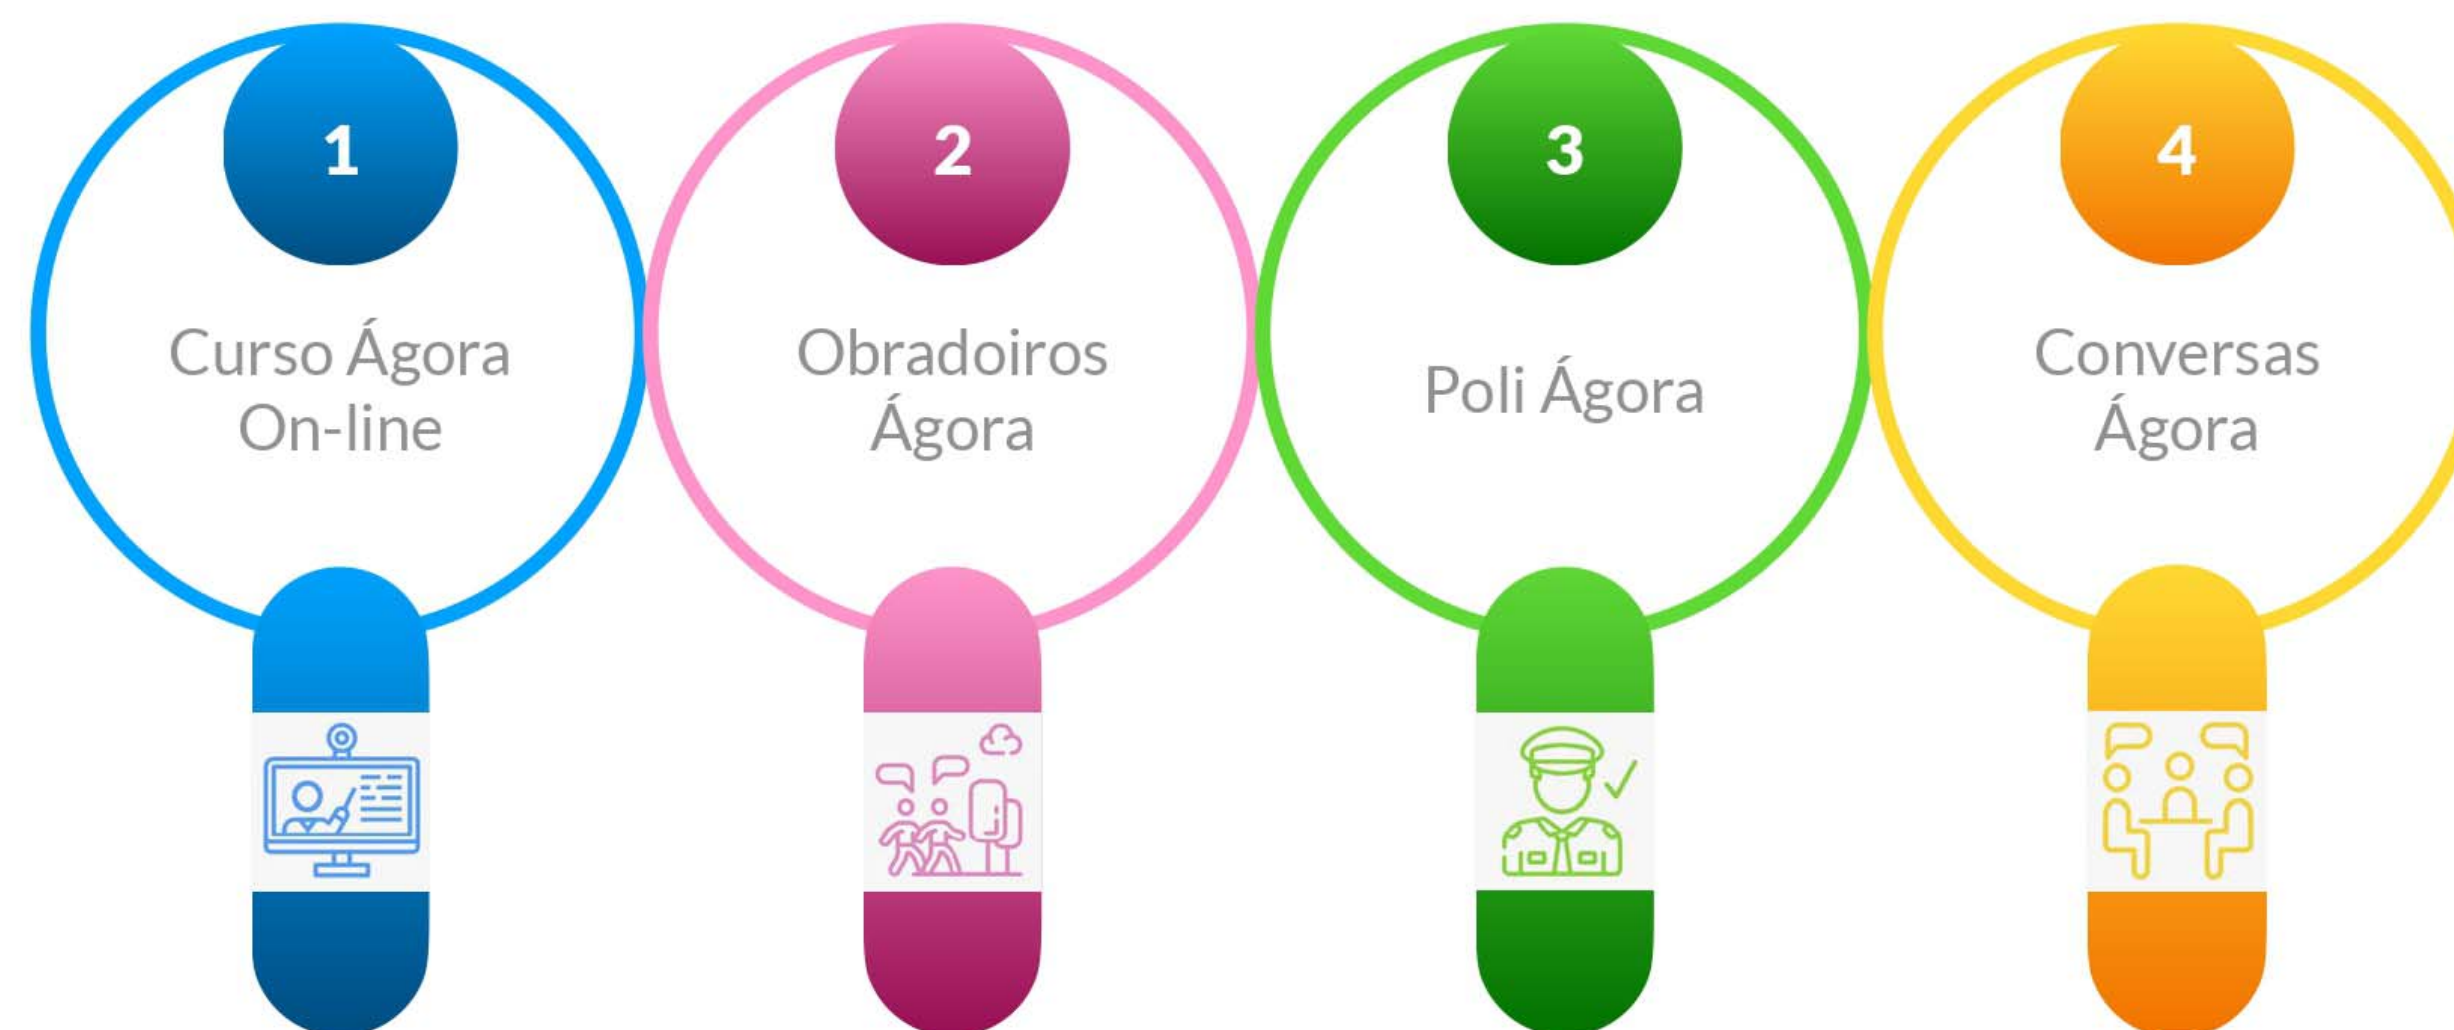 1
Curso Ágora
On-line
2
Obradoiros
Ágora
3
Poli Ágora
4
Conversas
Ágora